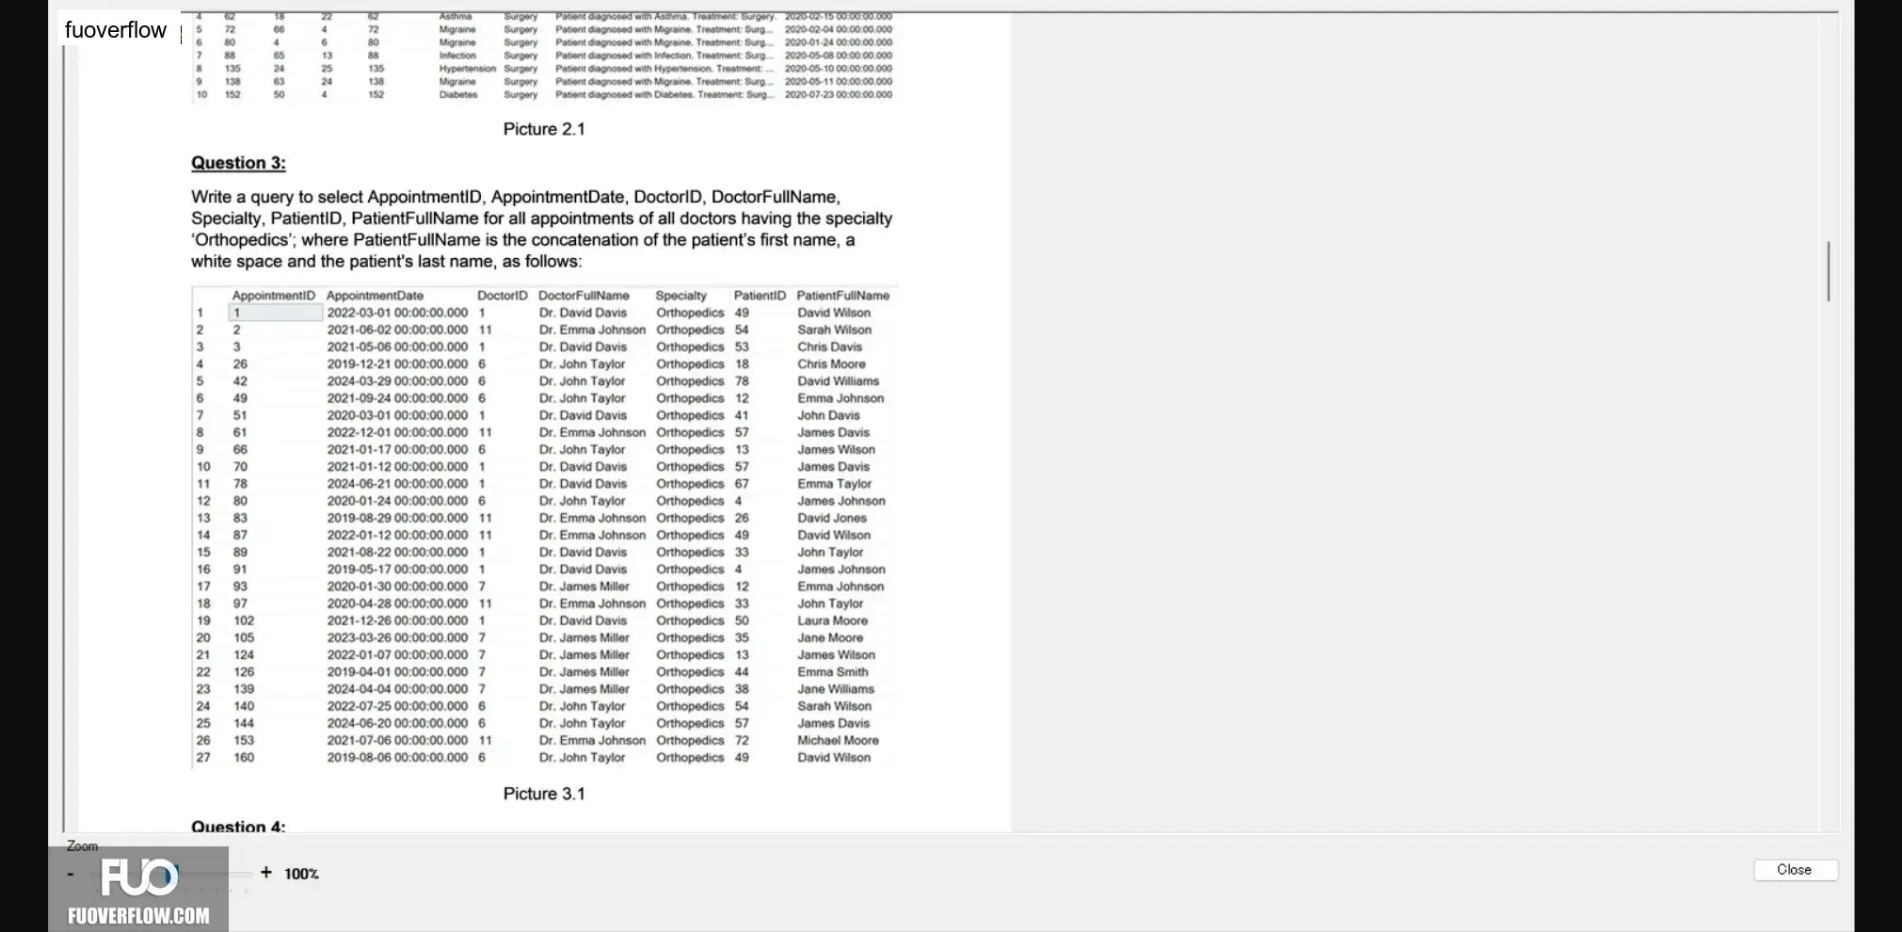 fuoverflow
4 62 18 22 62 Asthma Surgery Patient diagnosed with Asthma. Treatment: Surgery. 2020-02-15 00:00:00.000
5 72 66 4 72 Migraine Surgery Patient diagnosed with Migraine. Treatment: Surg... 2020-02-04 00:00:00.000
6 80 4 6 80 Migraine Surgery Patient diagnosed with Migraine. Treatment: Surg... 2020-01-24 00:00:00.000
7 88 65 13 88 Infection Surgery Patient diagnosed with Infection. Treatment: Surg... 2020-05-08 00:00:00.000
8 135 24 25 135 Hypertension Surgery Patient diagnosed with Hypertension. Treatment: ... 2020-05-10 00:00:00.000
9 138 63 24 138 Migraine Surgery Patient diagnosed with Migraine. Treatment: Surg... 2020-05-11 00:00:00.000
10 152 50 4 152 Diabetes Surgery Patient diagnosed with Diabetes. Treatment: Surg... 2020-07-23 00:00:00.000
Picture 2.1
Question 3:
Write a query to select AppointmentID, AppointmentDate, DoctorID, DoctorFullName,
Specialty, PatientID, PatientFullName for all appointments of all doctors having the specialty
‘Orthopedics’; where PatientFullName is the concatenation of the patient's first name, a
white space and the patient's last name, as follows:
AppointmentID AppointmentDate DoctorID DoctorFullName Specialty PatientID PatientFullName
1 1 2022-03-01 00:00:00.000 1 Dr. David Davis Orthopedics 49 David Wilson
2 2 2021-06-02 00:00:00.000 11 Dr. Emma Johnson Orthopedics 54 Sarah Wilson
3 3 2021-05-06 00:00:00.000 1 Dr. David Davis Orthopedics 53 Chris Davis
4 26 2019-12-21 00:00:00.000 6 Dr. John Taylor Orthopedics 18 Chris Moore
5 42 2024-03-29 00:00:00.000 6 Dr. John Taylor Orthopedics 78 David Williams
6 49 2021-09-24 00:00:00.000 6 Dr. John Taylor Orthopedics 12 Emma Johnson
7 51 2020-03-01 00:00:00.000 1 Dr. David Davis Orthopedics 41 John Davis
8 61 2022-12-01 00:00:00.000 11 Dr. Emma Johnson Orthopedics 57 James Davis
9 66 2021-01-17 00:00:00.000 6 Dr. John Taylor Orthopedics 13 James Wilson
10 70 2021-01-12 00:00:00.000 1 Dr. David Davis Orthopedics 57 James Davis
11 78 2024-06-21 00:00:00.000 1 Dr. David Davis Orthopedics 67 Emma Taylor
12 80 2020-01-24 00:00:00.000 6 Dr. John Taylor Orthopedics 4 James Johnson
13 83 2019-08-29 00:00:00.000 11 Dr. Emma Johnson Orthopedics 26 David Jones
14 87 2022-01-12 00:00:00.000 11 Dr. Emma Johnson Orthopedics 49 David Wilson
15 89 2021-08-22 00:00:00.000 1 Dr. David Davis Orthopedics 33 John Taylor
16 91 2019-05-17 00:00:00.000 1 Dr. David Davis Orthopedics 4 James Johnson
17 93 2020-01-30 00:00:00.000 7 Dr. James Miller Orthopedics 12 Emma Johnson
18 97 2020-04-28 00:00:00.000 11 Dr. Emma Johnson Orthopedics 33 John Taylor
19 102 2021-12-26 00:00:00.000 1 Dr. David Davis Orthopedics 50 Laura Moore
20 105 2023-03-26 00:00:00.000 7 Dr. James Miller Orthopedics 35 Jane Moore
21 124 2022-01-07 00:00:00.000 7 Dr. James Miller Orthopedics 13 James Wilson
22 126 2019-04-01 00:00:00.000 7 Dr. James Miller Orthopedics 44 Emma Smith
23 139 2024-04-04 00:00:00.000 7 Dr. James Miller Orthopedics 38 Jane Williams
24 140 2022-07-25 00:00:00.000 6 Dr. John Taylor Orthopedics 54 Sarah Wilson
25 144 2024-06-20 00:00:00.000 6 Dr. John Taylor Orthopedics 57 James Davis
26 153 2021-07-06 00:00:00.000 11 Dr. Emma Johnson Orthopedics 72 Michael Moore
27 160 2019-08-06 00:00:00.000 6 Dr. John Taylor Orthopedics 49 David Wilson
Picture 3.1
Question 4:
Zoom
- + 100%
Close
FUO
FUOVERFLOW.COM